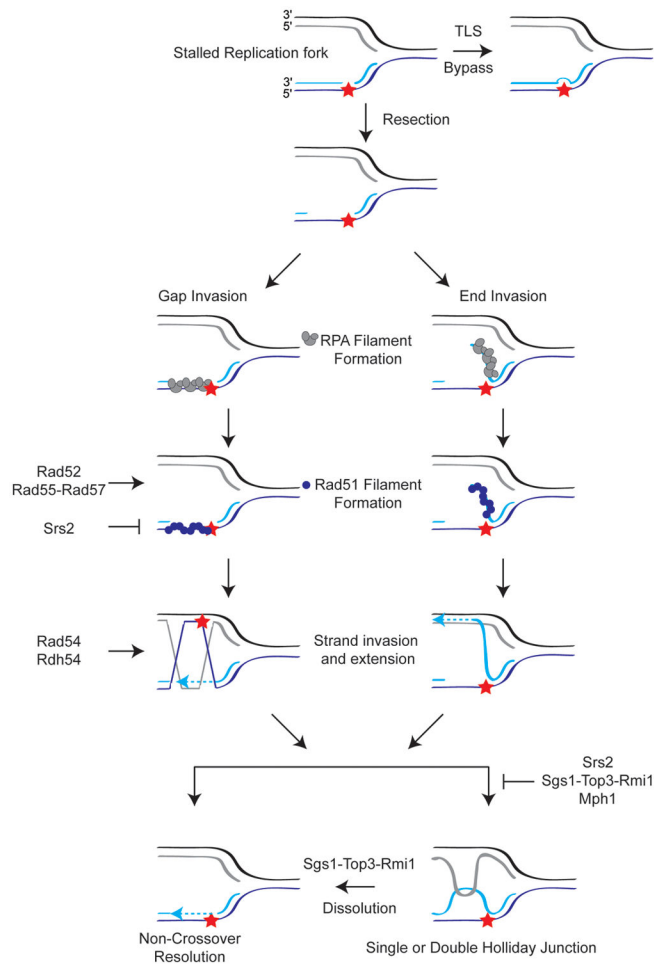 3'
5'
Stalled Replication fork
3'
5'
TLS
Bypass
Resection
Gap Invasion
End Invasion
RPA Filament
Formation
Rad52
Rad55-Rad57
Srs2
Rad51 Filament
Formation
Rad54
Rdh54
Strand invasion
and extension
Srs2
Sgs1-Top3-Rmi1
Mph1
Sgs1-Top3-Rmi1
Dissolution
Non-Crossover
Resolution
Single or Double Holliday Junction